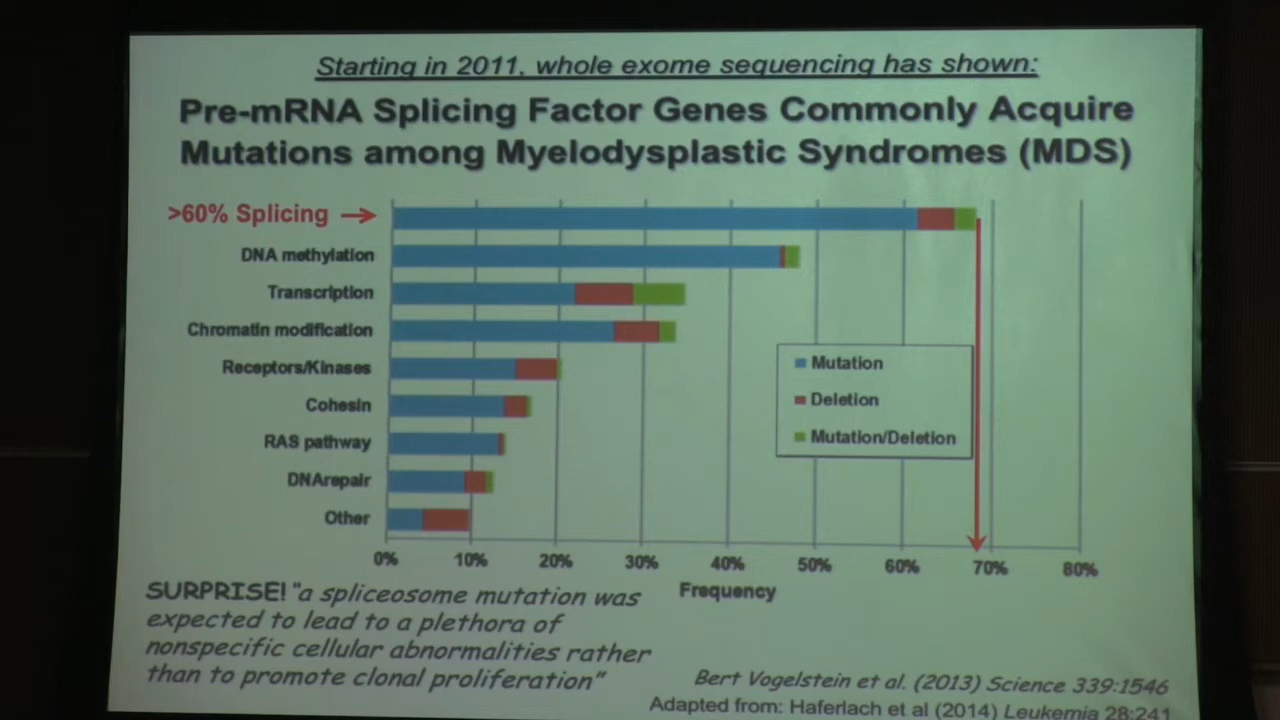 Starting in 2011, whole exome sequencing has shown:
Pre-mRNA Splicing Factor Genes Commonly Acquire
Mutations among Myelodysplastic Syndromes (MDS)
>60% Splicing
DNA methylation
Transcription
Chromatin modification
Receptors/Kinases
Cohesin
RAS pathway
DNArepair
Other
Mutation
Deletion
Mutation/Deletion
0% 10% 20% 30% 40% 50% 60% 70% 80%
Frequency
SURPRISE! "a spliceosome mutation was
expected to lead to a plethora of
nonspecific cellular abnormalities rather
than to promote clonal proliferation"
Bert Vogelstein et al. (2013) Science 339:1546
Adapted from: Haferlach et al (2014) Leukemia 28:241